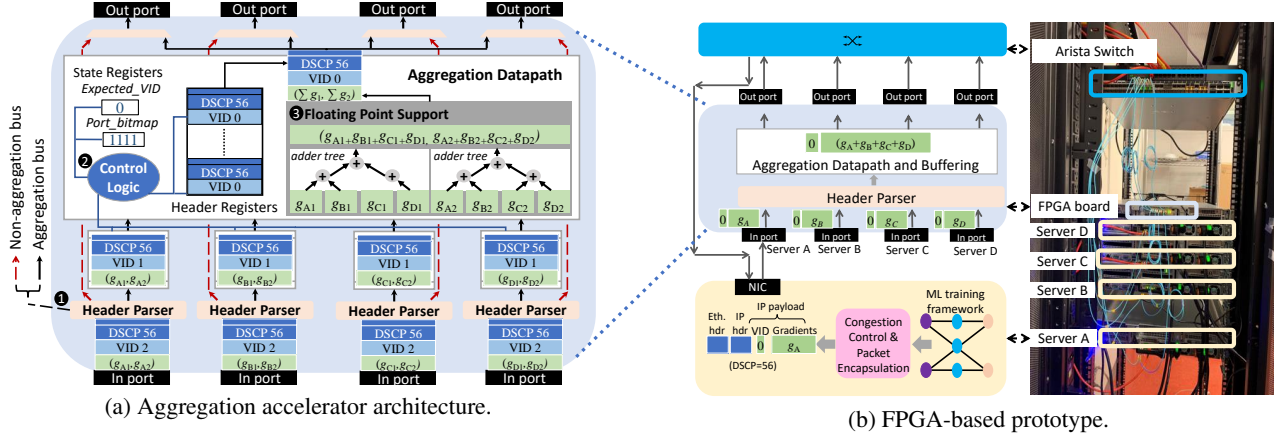 Out port Out port Out port Out port
State Registers
Expected_VID
0
Port_bitmap
1111
2
Control
Logic
DSCP 56
VID 0
DSCP 56
VID 0
Header Registers
DSCP 56
VID 0
(∑ g1, ∑ g2)
Aggregation Datapath
3 Floating Point Support
(gA1+gB1+gC1+gD1, gA2+gB2+gC2+gD2)
adder tree adder tree
+ + + +
+ +
gA1 gB1 gC1 gD1 gA2 gB2 gC2 gD2
Non-aggregation bus
Aggregation bus
DSCP 56 DSCP 56 DSCP 56 DSCP 56
VID 1 VID 1 VID 1 VID 1
(gA1,gA2) (gB1,gB2) (gC1,gC2) (gD1,gD2)
1
Header Parser Header Parser Header Parser Header Parser
DSCP 56 DSCP 56 DSCP 56 DSCP 56
VID 2 VID 2 VID 2 VID 2
(gA1,gA2) (gB1,gB2) (gC1,gC2) (gD1,gD2)
In port In port In port In port
(a) Aggregation accelerator architecture.
Out port Out port Out port Out port
0 (gA+gB+gC+gD)
Aggregation Datapath and Buffering
Header Parser
0 gA 0 gB 0 gC 0 gD
In port In port In port In port
Server A Server B Server C Server D
NIC
IP payload
Eth. IP
hdr hdr VID Gradients
0 gA
(DSCP=56)
Congestion
Control &
Packet
Encapsulation
ML training
framework
Arista Switch
FPGA board
Server D
Server C
Server B
Server A
(b) FPGA-based prototype.